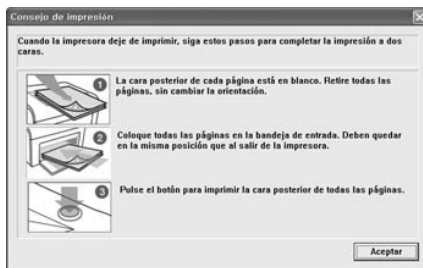 Consejo de impresión
Cuando la impresora deje de imprimir, siga estos pasos para completar la impresión a dos
caras.
1
La cara posterior de cada página está en blanco. Retire todas las
páginas, sin cambiar la orientación.
2
Coloque todas las páginas en la bandeja de entrada. Deben quedar
en la misma posición que al salir de la impresora.
3
Pulse el botón para imprimir la cara posterior de todas las páginas.
Aceptar